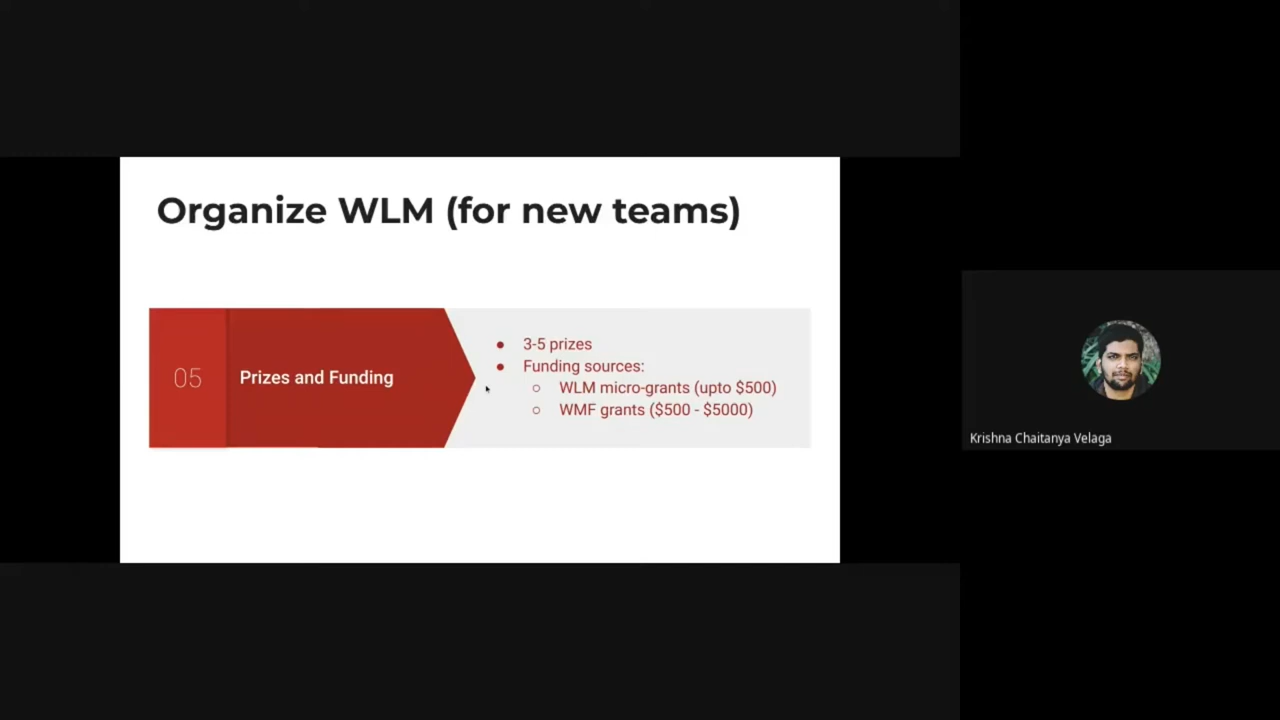 Organize WLM (for new teams)
05
Prizes and Funding
● 3-5 prizes
● Funding sources:
○ WLM micro-grants (upto $500)
○ WMF grants ($500 - $5000)
Krishna Chaitanya Velaga